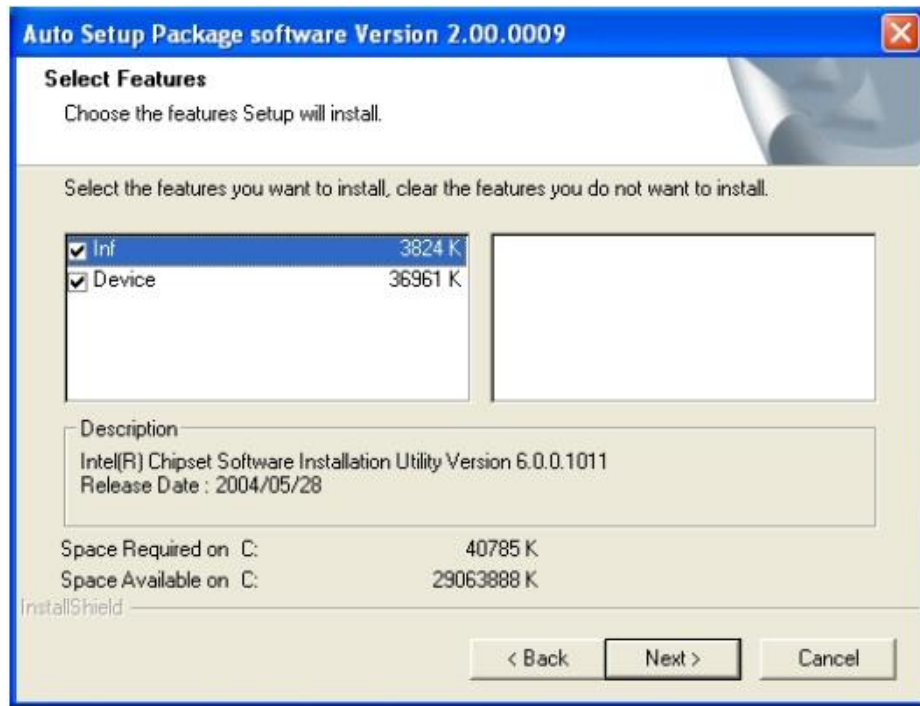 Auto Setup Package software Version 2.00.0009
Select Features
Choose the features Setup will install.
Select the features you want to install, clear the features you do not want to install.
Inf 3824 K
Device 36961 K
Description
Intel(R) Chipset Software Installation Utility Version 6.0.0.1011
Release Date : 2004/05/28
Space Required on C: 40785 K
Space Available on C: 29063888 K
InstallShield
< Back Next > Cancel